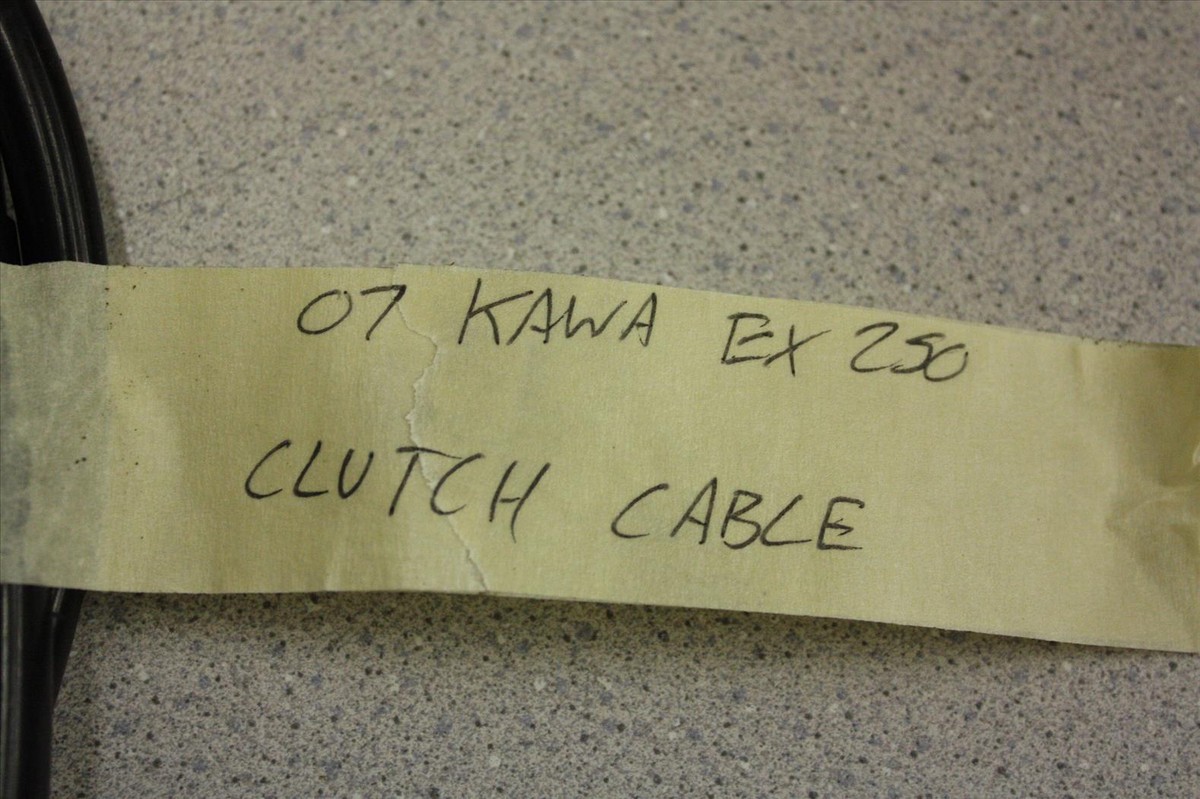 07 KAWA EX 250
CLUTCH CABLE